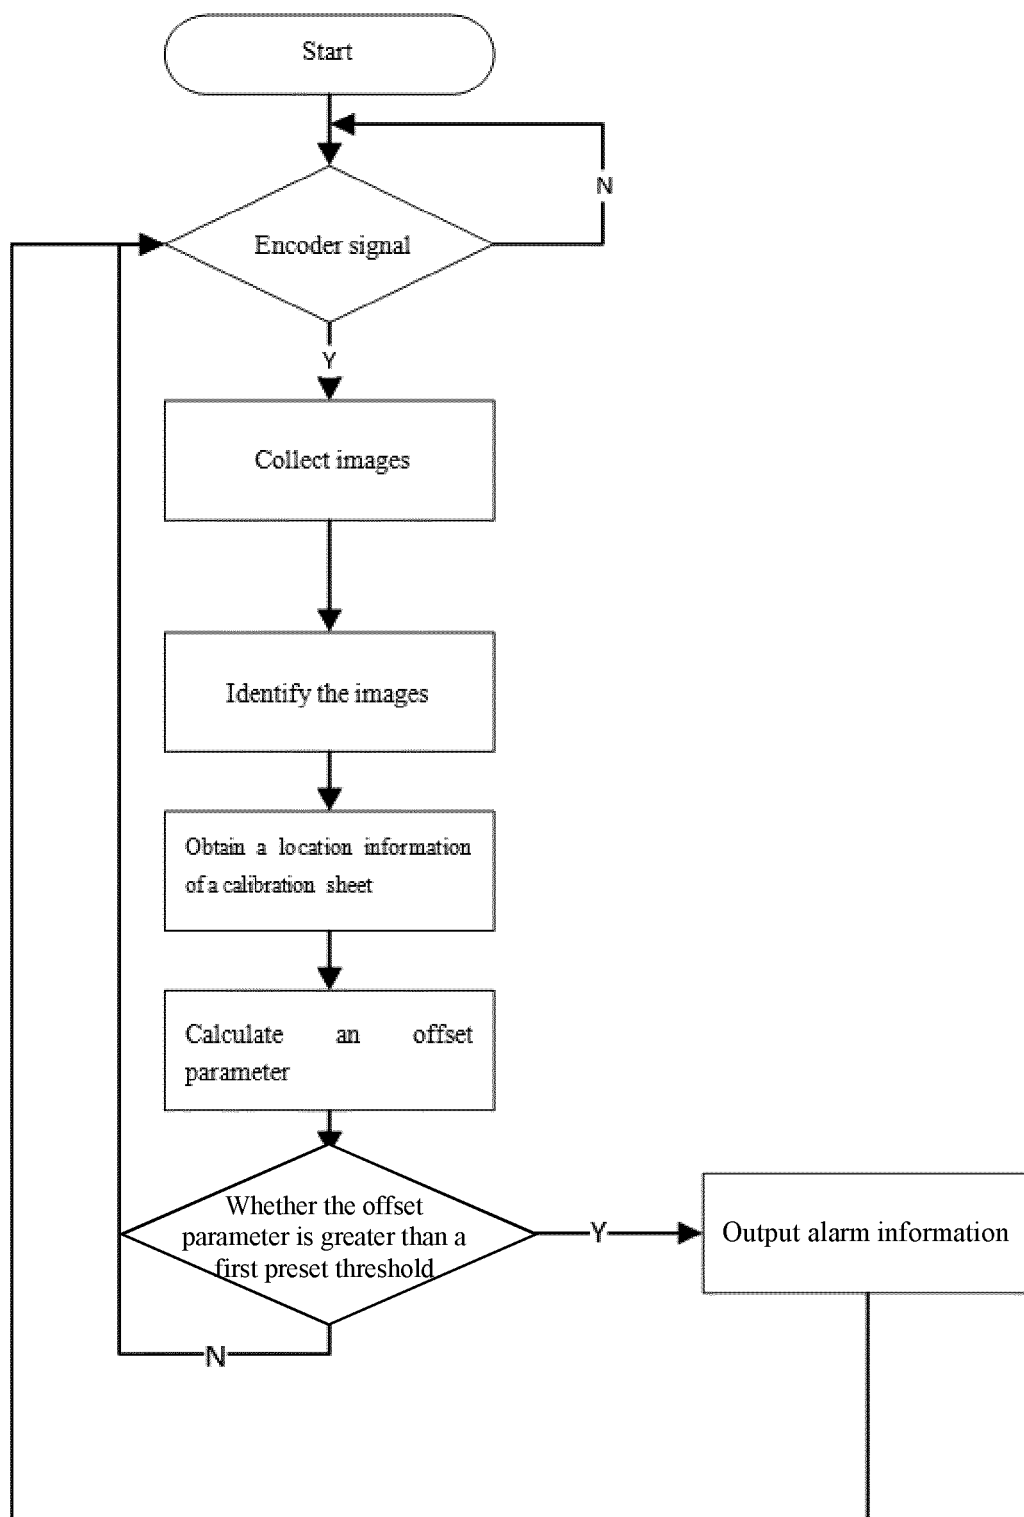 Start
N
Encoder signal
Y
Collect images
Identify the images
Obtain a location information
of a calibration sheet
Calculate an offset
parameter
Whether the offset
parameter is greater than a
first preset threshold
Y
Output alarm information
N